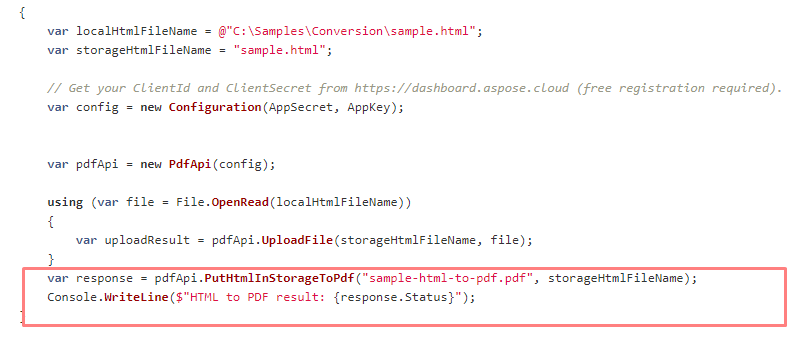 {
var localHtmlFileName = @"C:\Samples\Conversion\sample.html";
var storageHtmlFileName = "sample.html";
// Get your ClientId and ClientSecret from https://dashboard.aspose.cloud (free registration required).
var config = new Configuration(AppSecret, AppKey);
var pdfApi = new PdfApi(config);
using (var file = File.OpenRead(localHtmlFileName))
{
var uploadResult = pdfApi.UploadFile(storageHtmlFileName, file);
}
var response = pdfApi.PutHtmlInStorageToPdf("sample-html-to-pdf.pdf", storageHtmlFileName);
Console.WriteLine($"HTML to PDF result: {response.Status}");